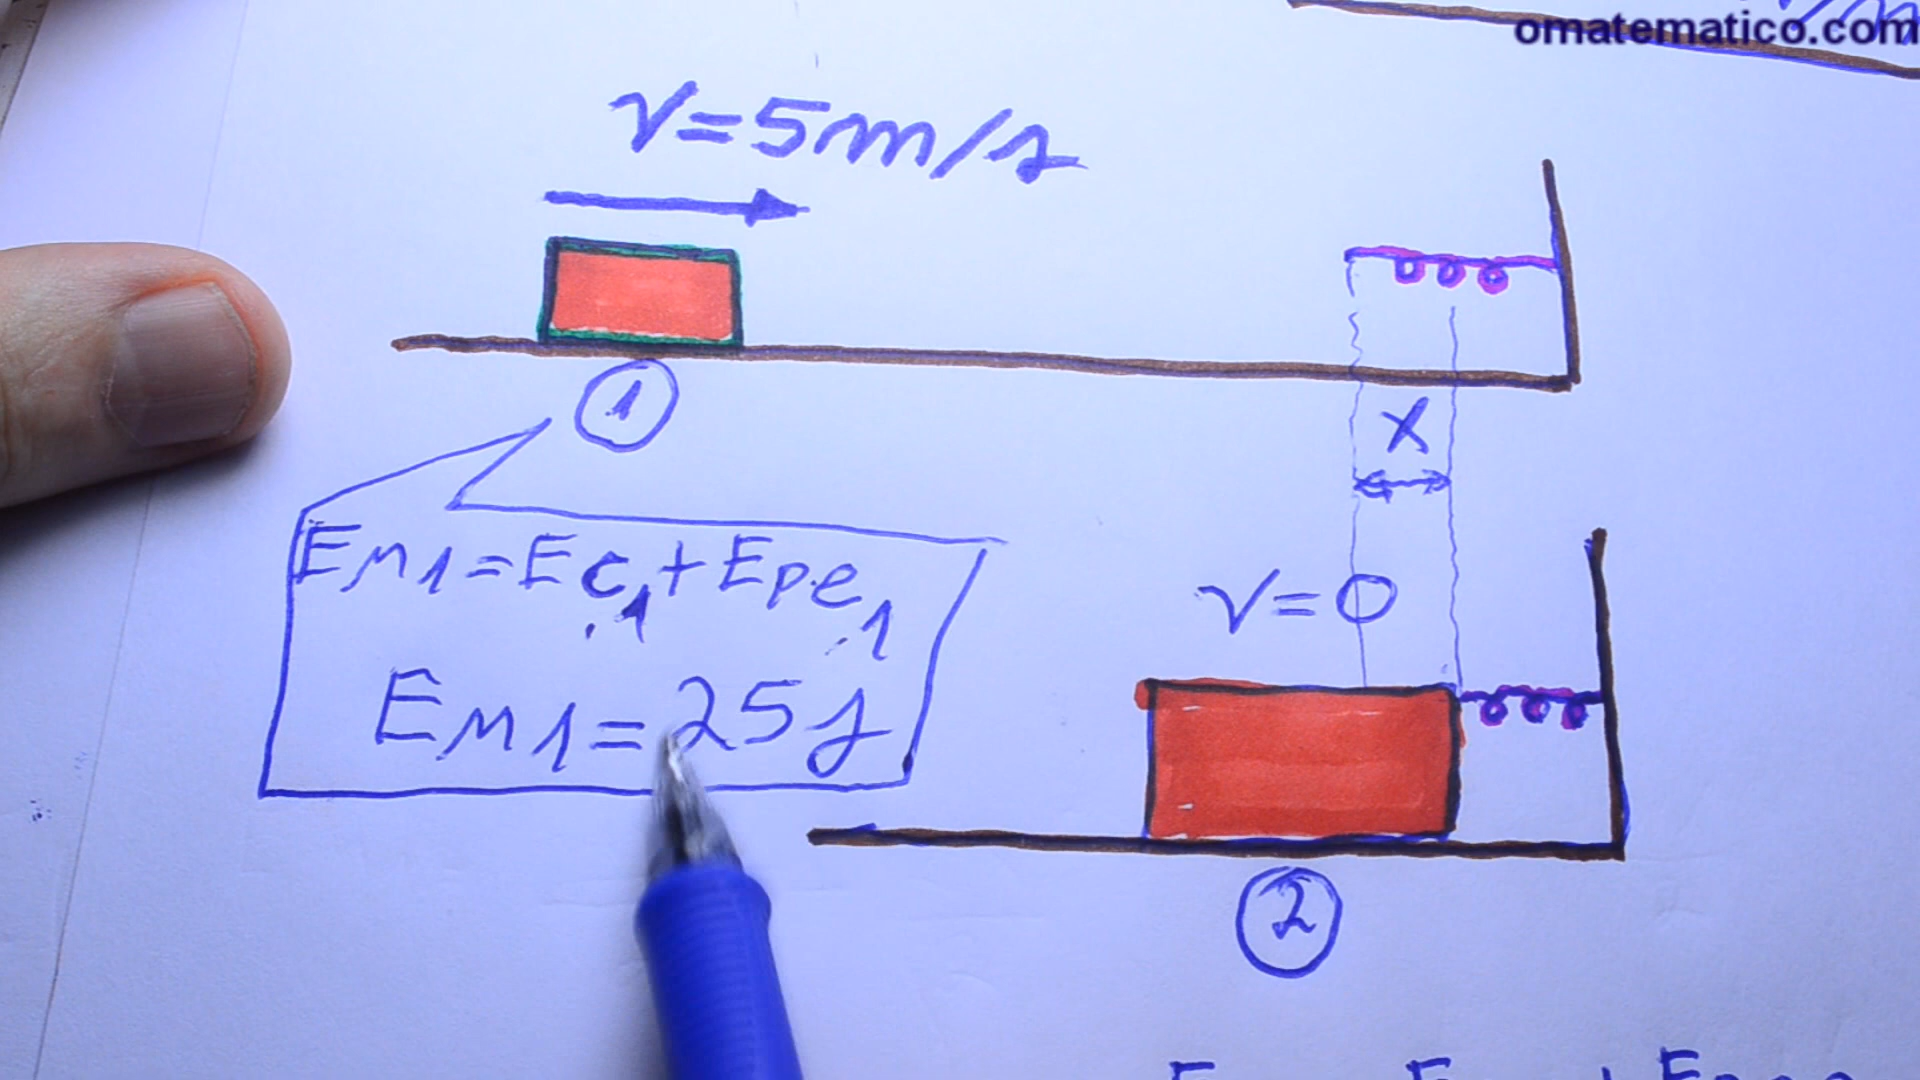 omatematico.com
V=5m/s
1
X
EM1=Ec1+Epe1
V=0
EM1=25J
2